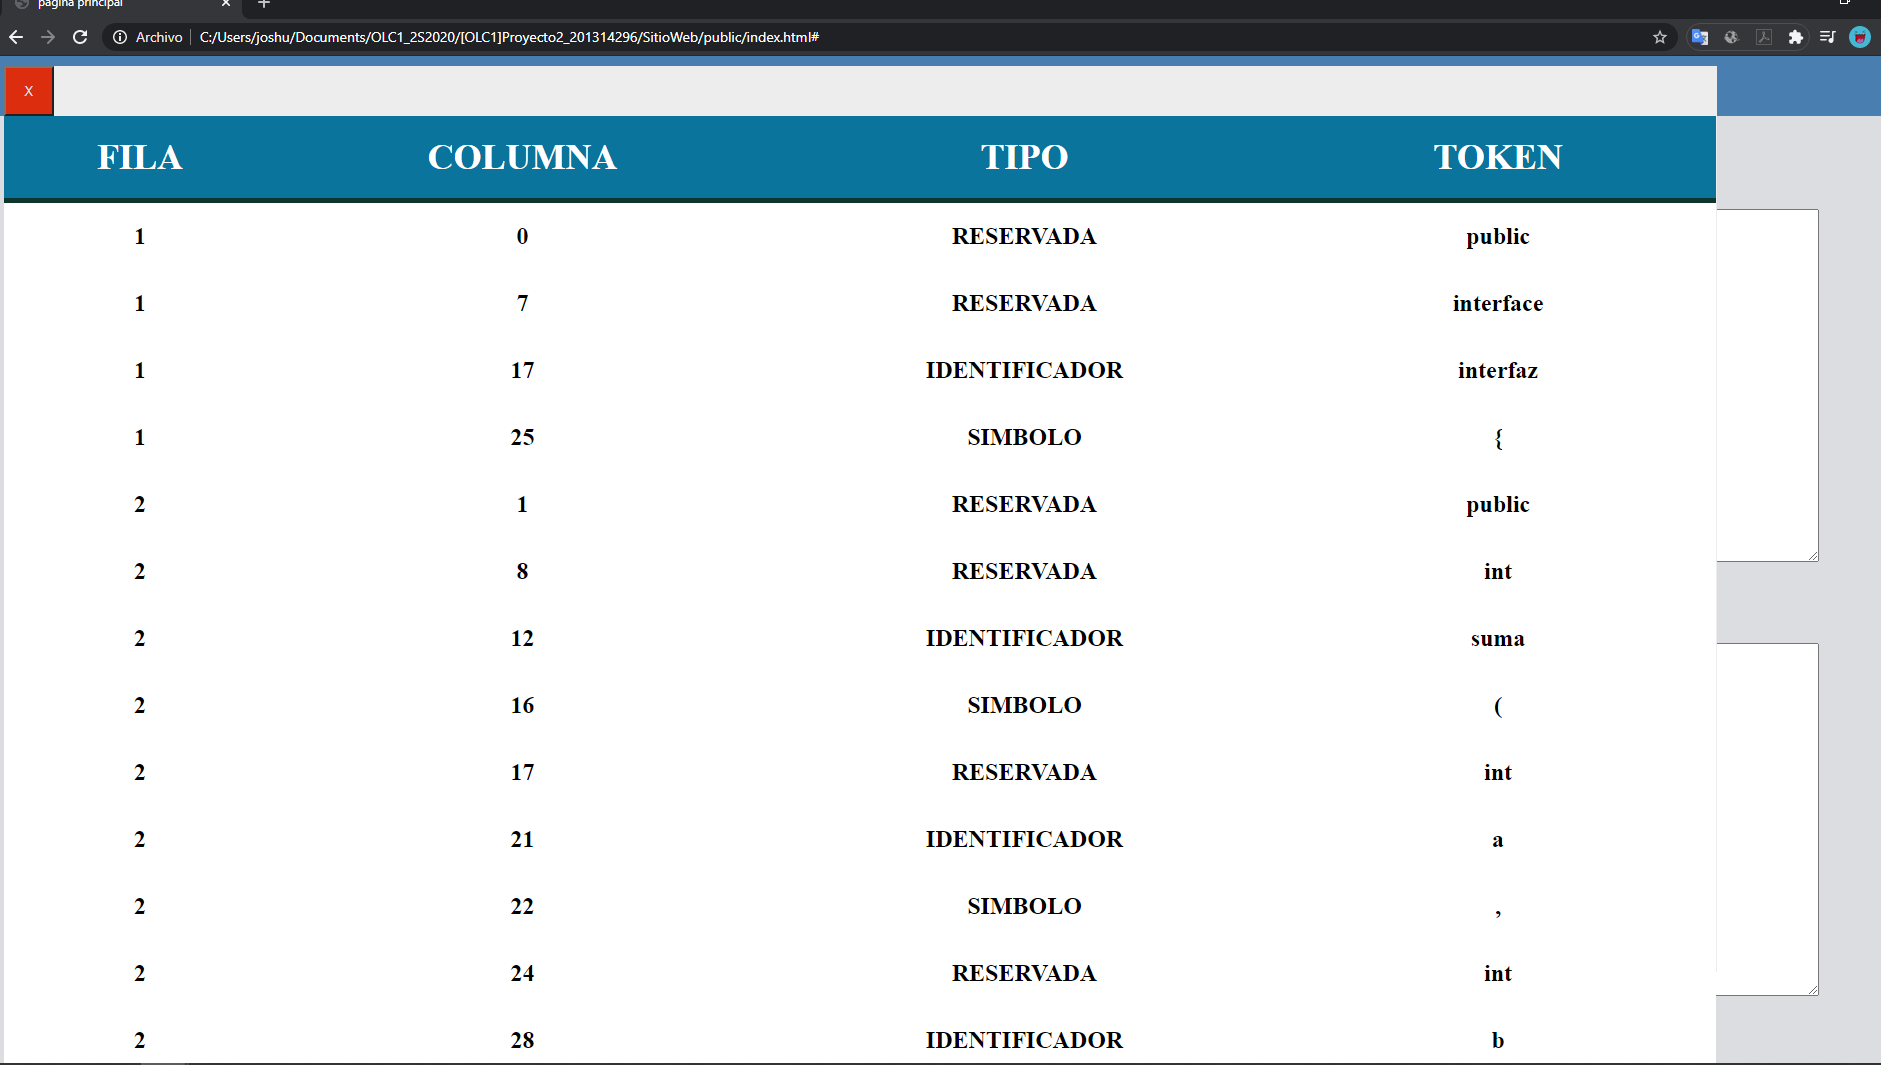 pagina principal
Archivo C:/Users/joshu/Documents/OLC1_2S2020/[OLC1]Proyecto2_201314296/SitioWeb/public/index.html#
X
FILA COLUMNA TIPO TOKEN
1 0 RESERVADA public
1 7 RESERVADA interface
1 17 IDENTIFICADOR interfaz
1 25 SIMBOLO {
2 1 RESERVADA public
2 8 RESERVADA int
2 12 IDENTIFICADOR suma
2 16 SIMBOLO (
2 17 RESERVADA int
2 21 IDENTIFICADOR a
2 22 SIMBOLO ,
2 24 RESERVADA int
2 28 IDENTIFICADOR b